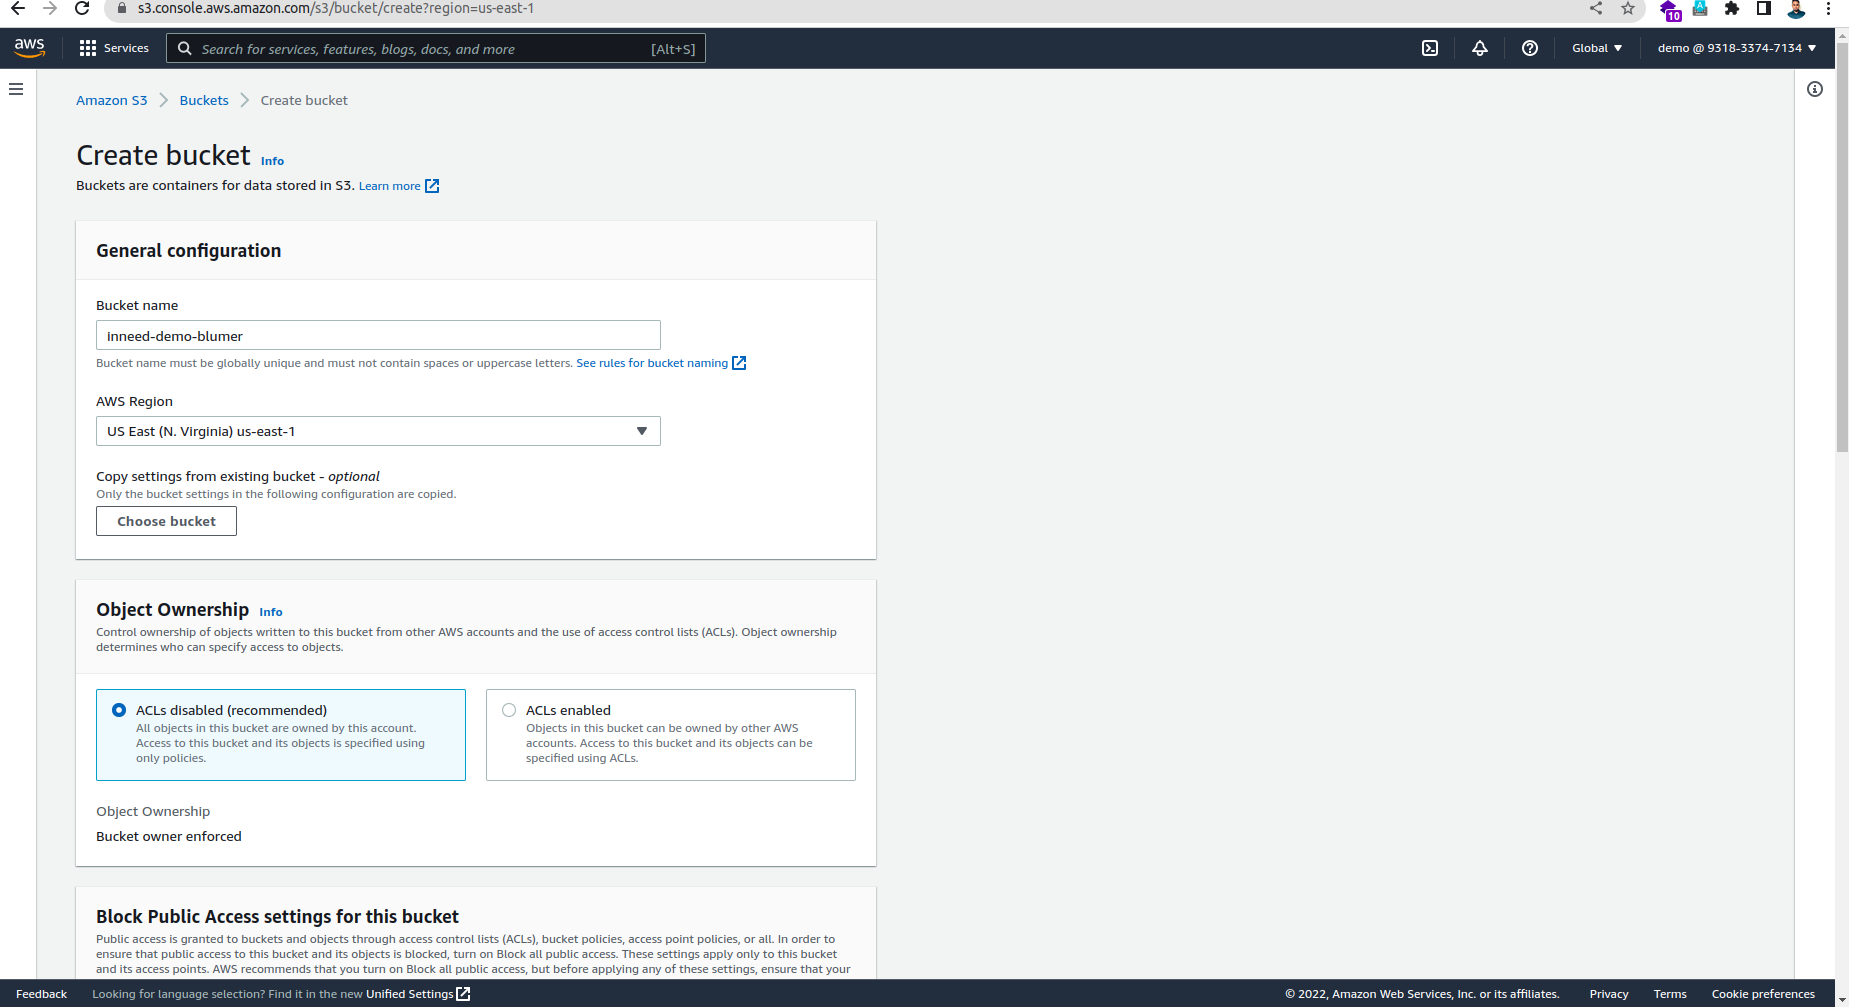 s3.console.aws.amazon.com/s3/bucket/create?region=us-east-1
10
aws
Services
Search for services, features, blogs, docs, and more [Alt+S]
Global
demo @ 9318-3374-7134
Amazon S3 Buckets Create bucket
Create bucket Info
Buckets are containers for data stored in S3. Learn more
General configuration
Bucket name
inneed-demo-blumer
Bucket name must be globally unique and must not contain spaces or uppercase letters. See rules for bucket naming
AWS Region
US East (N. Virginia) us-east-1
Copy settings from existing bucket - optional
Only the bucket settings in the following configuration are copied.
Choose bucket
Object Ownership Info
Control ownership of objects written to this bucket from other AWS accounts and the use of access control lists (ACLs). Object ownership
determines who can specify access to objects.
ACLs disabled (recommended)
All objects in this bucket are owned by this account.
Access to this bucket and its objects is specified using
only policies.
ACLs enabled
Objects in this bucket can be owned by other AWS
accounts. Access to this bucket and its objects can be
specified using ACLs.
Object Ownership
Bucket owner enforced
Block Public Access settings for this bucket
Public access is granted to buckets and objects through access control lists (ACLs), bucket policies, access point policies, or all. In order to
ensure that public access to this bucket and its objects is blocked, turn on Block all public access. These settings apply only to this bucket
and its access points. AWS recommends that you turn on Block all public access, but before applying any of these settings, ensure that your
Feedback
Looking for language selection? Find it in the new Unified Settings
© 2022, Amazon Web Services, Inc. or its affiliates.
Privacy
Terms
Cookie preferences